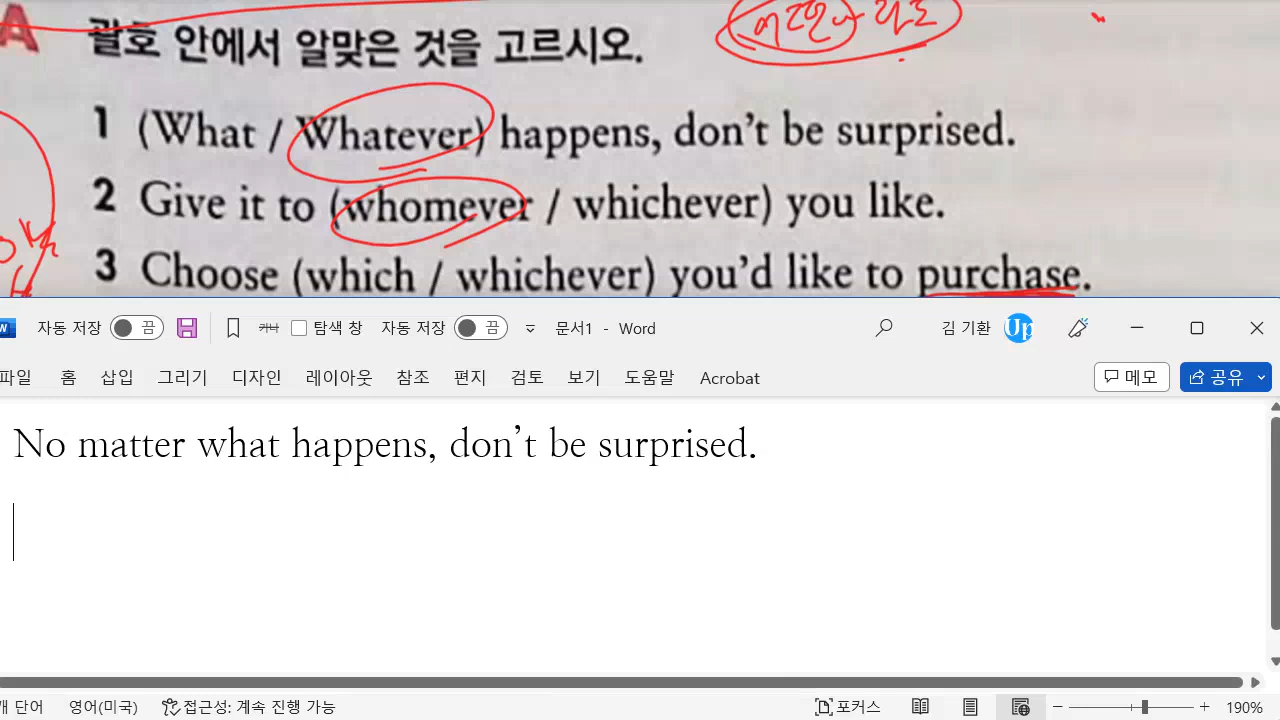 A 괄호 안에서 알맞은 것을 고르시오.
1 (What / Whatever) happens, don't be surprised.
2 Give it to (whomever / whichever) you like.
3 Choose (which / whichever) you'd like to purchase.
자동 저장 끔 탐색 창 자동 저장 끔 문서1 - Word 김 기환 Up
파일 홈 삽입 그리기 디자인 레이아웃 참조 편지 검토 보기 도움말 Acrobat 메모 공유
No matter what happens, don't be surprised.
개 단어 영어(미국) 접근성: 계속 진행 가능 포커스 190%